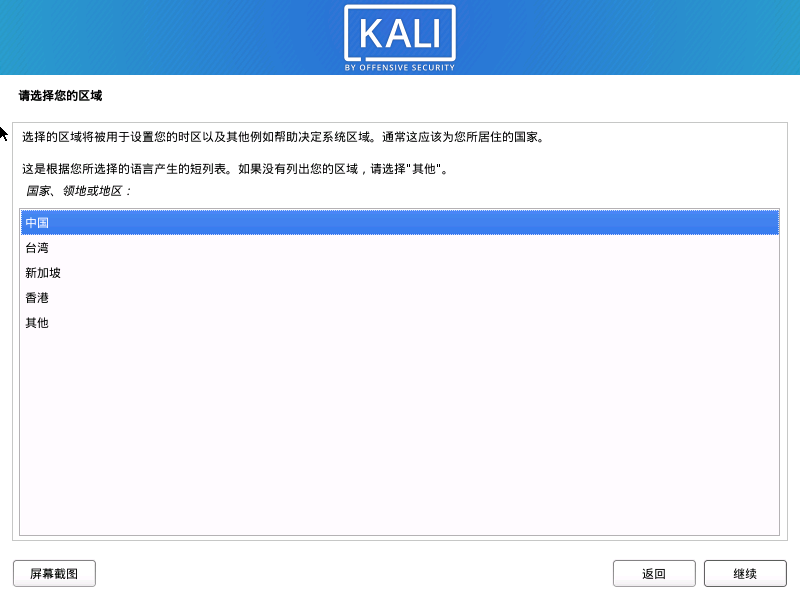 KALI
BY OFFENSIVE SECURITY
请选择您的区域
选择的区域将被用于设置您的时区以及其他例如帮助决定系统区域。通常这应该为您所居住的国家。
这是根据您所选择的语言产生的短列表。如果没有列出您的区域，请选择"其他"。
国家、领地或地区：
中国
台湾
新加坡
香港
其他
屏幕截图
返回
继续